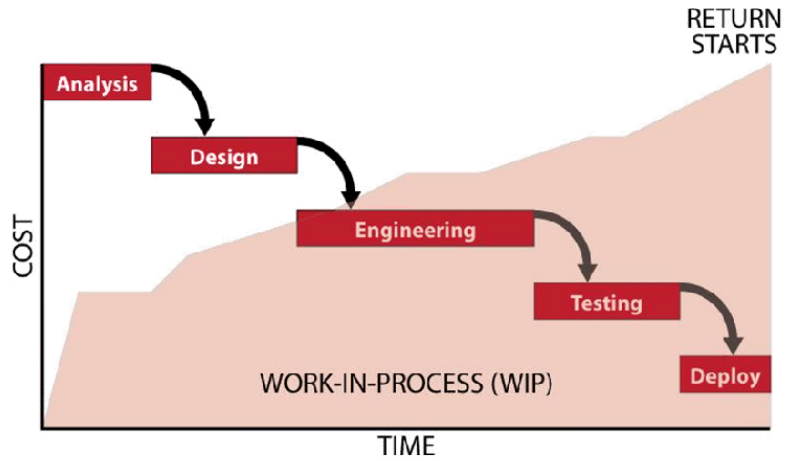 RETURN
STARTS
Analysis
Design
Engineering
Testing
Deploy
WORK-IN-PROCESS (WIP)
COST
TIME